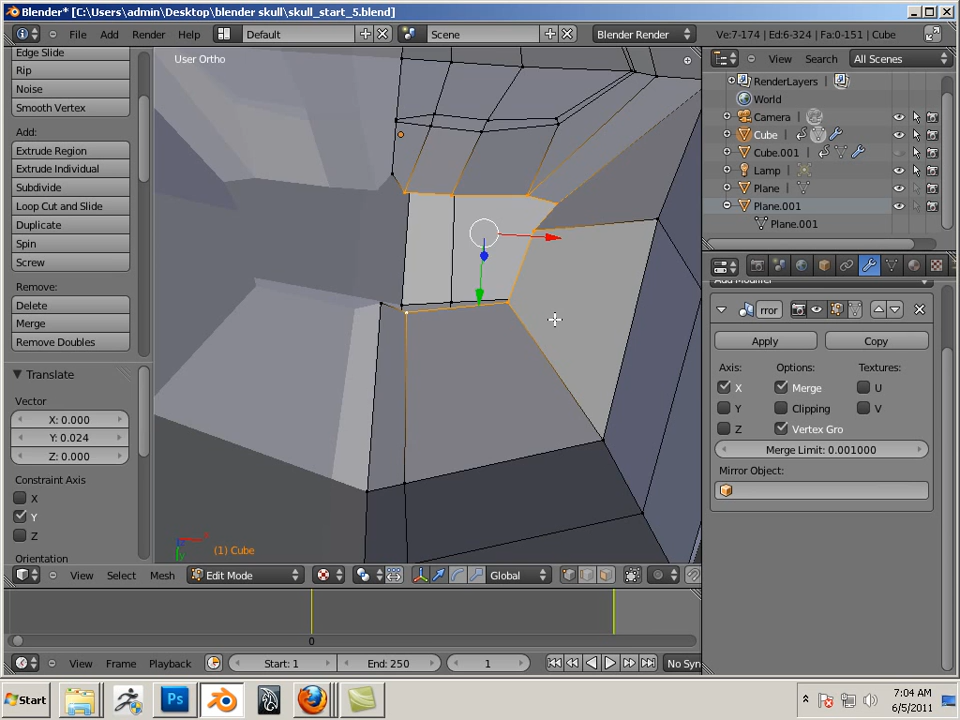 Blender* [C:\Users\admin\Desktop\blender skull\skull_start_5.blend]
File Add Render Help Default Scene Blender Render Ve:7-174 | Ed:6-324 | Fa:0-151 | Cube
Edge Slide
Rip
Noise
Smooth Vertex
Add:
Extrude Region
Extrude Individual
Subdivide
Loop Cut and Slide
Duplicate
Spin
Screw
Remove:
Delete
Merge
Remove Doubles
Translate
Vector
X: 0.000
Y: 0.024
Z: 0.000
Constraint Axis
X
Y
Z
Orientation
User Ortho
(1) Cube
View Select Mesh Edit Mode Global
View Search All Scenes
RenderLayers
World
Camera
Cube
Cube.001
Lamp
Plane
Plane.001
Plane.001
Add Modifier
rror
Apply Copy
Axis: Options: Textures:
X Merge U
Y Clipping V
Z Vertex Gro
Merge Limit: 0.001000
Mirror Object:
0
View Frame Playback Start: 1 End: 250 1 No Syn
Start Ps 7:04 AM
6/5/2011